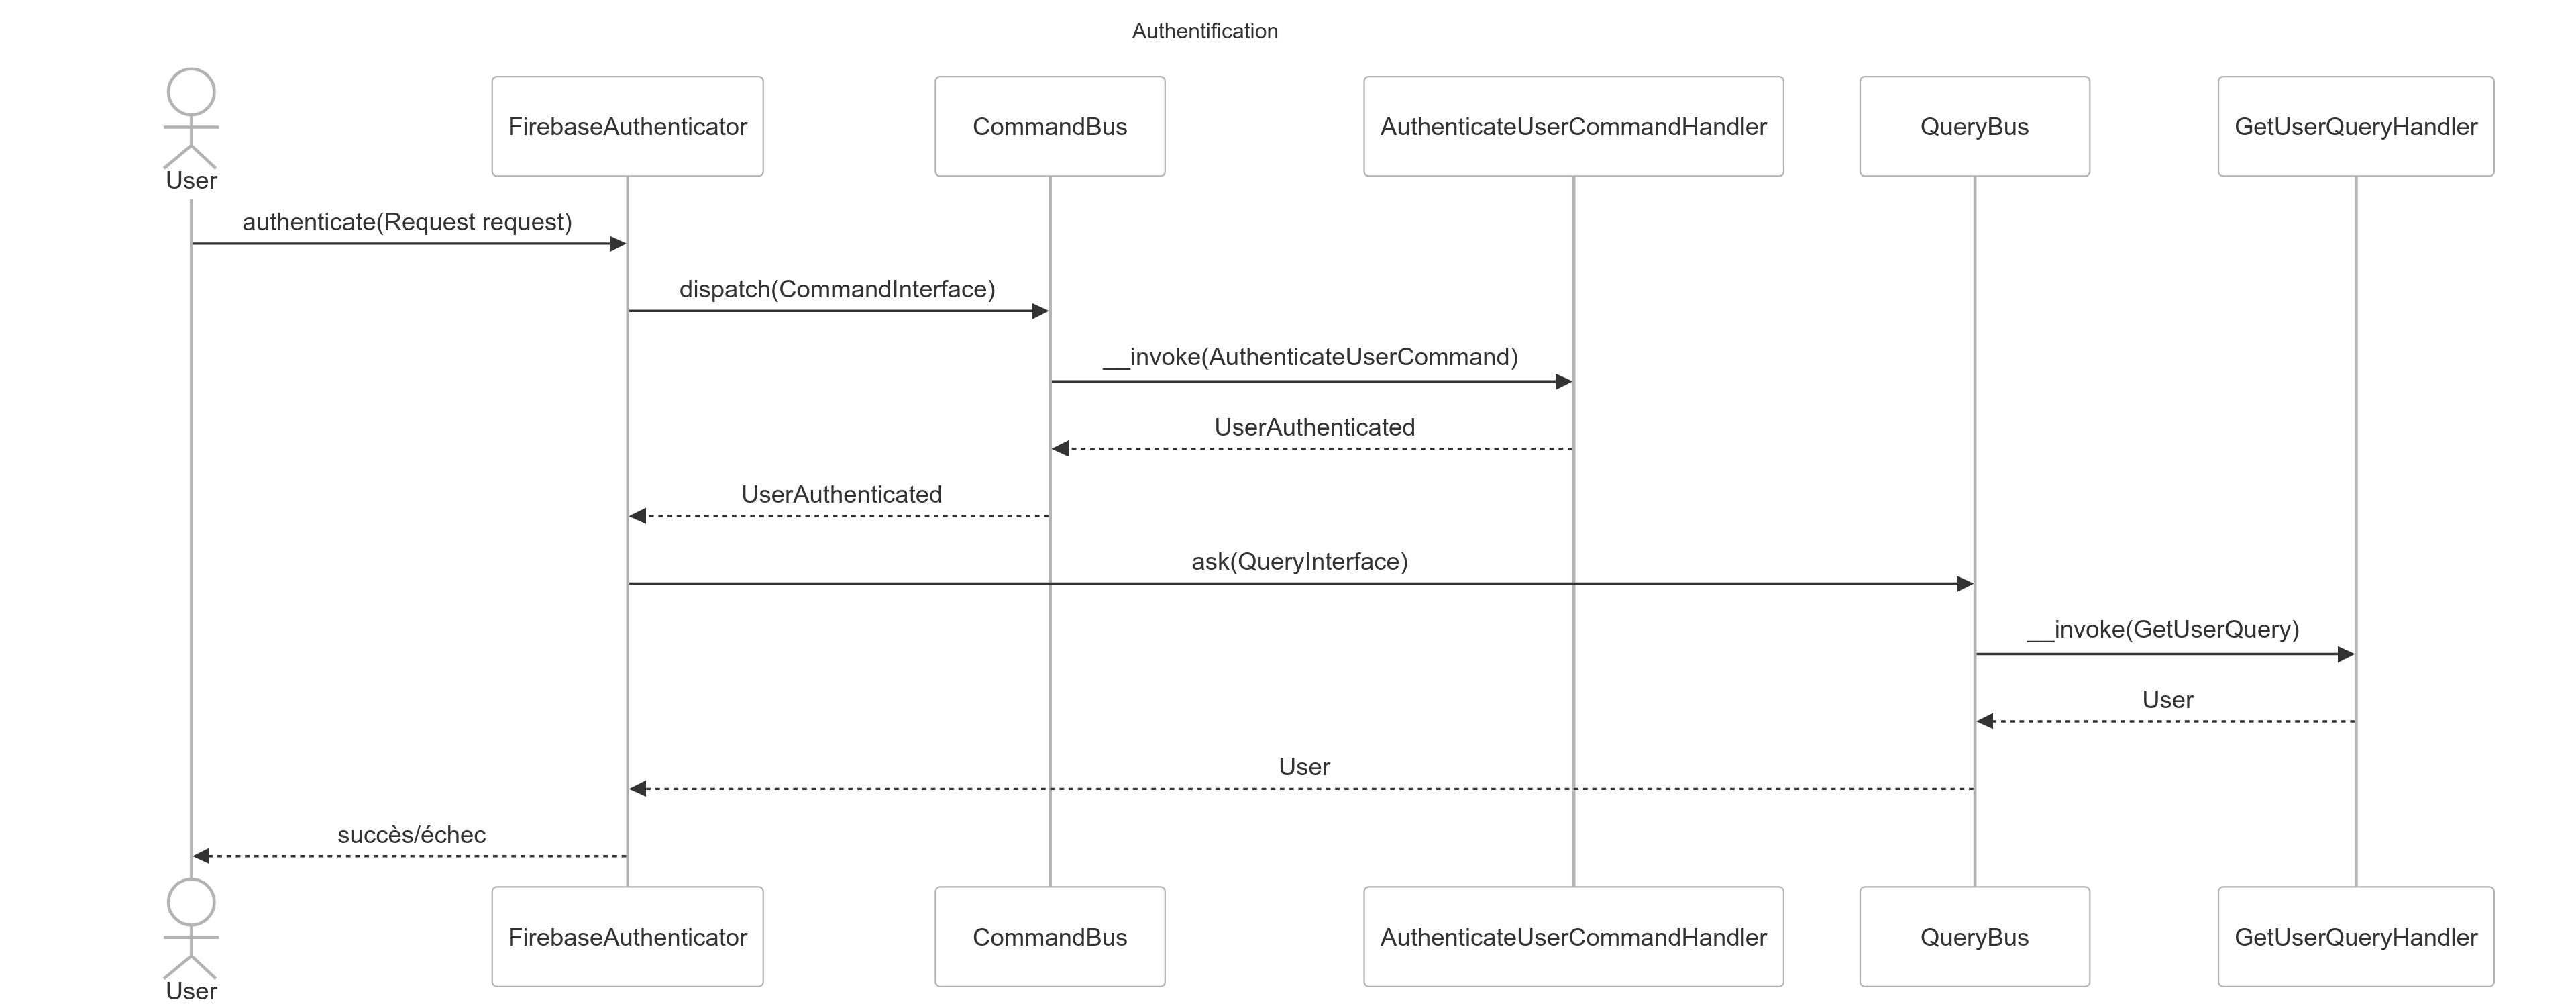 Authentification
User
FirebaseAuthenticator
CommandBus
AuthenticateUserCommandHandler
QueryBus
GetUserQueryHandler
authenticate(Request request)
dispatch(CommandInterface)
__invoke(AuthenticateUserCommand)
UserAuthenticated
UserAuthenticated
ask(QueryInterface)
__invoke(GetUserQuery)
User
User
succès/échec
User
FirebaseAuthenticator
CommandBus
AuthenticateUserCommandHandler
QueryBus
GetUserQueryHandler